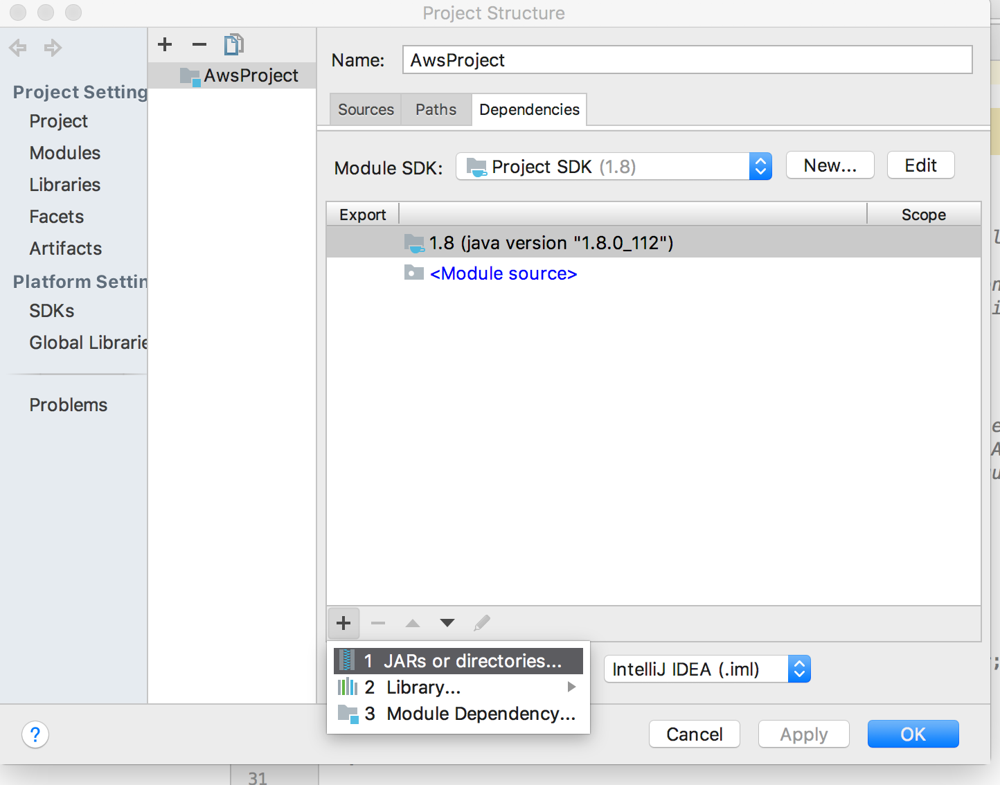 Project Structure
Project Setting
Project
Modules
Libraries
Facets
Artifacts
Platform Settin
SDKs
Global Librarie
Problems
AwsProject
Name: AwsProject
Sources Paths Dependencies
Module SDK: Project SDK (1.8) New... Edit
Export Scope
1.8 (java version "1.8.0_112")
<Module source>
1 JARs or directories...
2 Library...
3 Module Dependency...
IntelliJ IDEA (.iml)
? Cancel Apply OK
31